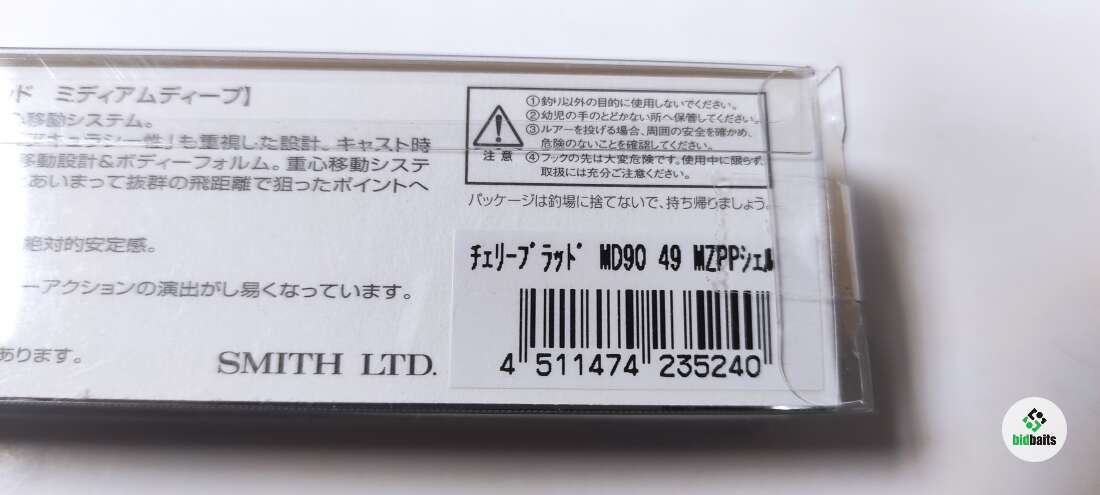 ッド ミディアムディープ】
心移動システム。
アキュラシー性」も重視した設計。キャスト時
移動設計&ボディーフォルム。重心移動システ
とあいまって抜群の飛距離で狙ったポイントへ
絶対的安定感。
ーアクションの演出がし易くなっています。
あります。
SMITH LTD.
注意
①釣り以外の目的に使用しないでください。
②幼児の手のとどかない所へ保管してください。
③ルアーを投げる場合、周囲の安全を確かめ、
危険のないことを確認してください。
④フックの先は大変危険です。使用中に限らず、
取扱には充分ご注意ください。
パッケージは釣場に捨てないで、持ち帰りましょう。
チェリーブラッド MD90 49 MZPPシェル
4 511474 235240
bidbaits